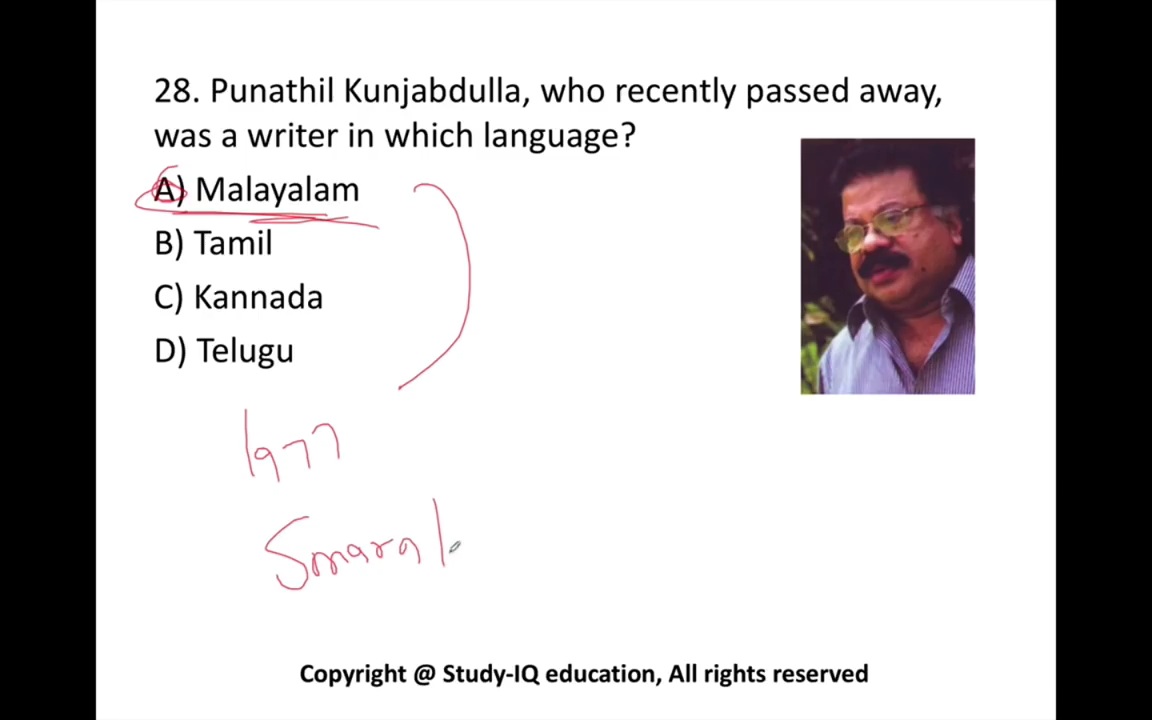 28. Punathil Kunjabdulla, who recently passed away,
was a writer in which language?
A) Malayalam
B) Tamil
C) Kannada
D) Telugu
1977
Smara
Copyright @ Study-IQ education, All rights reserved